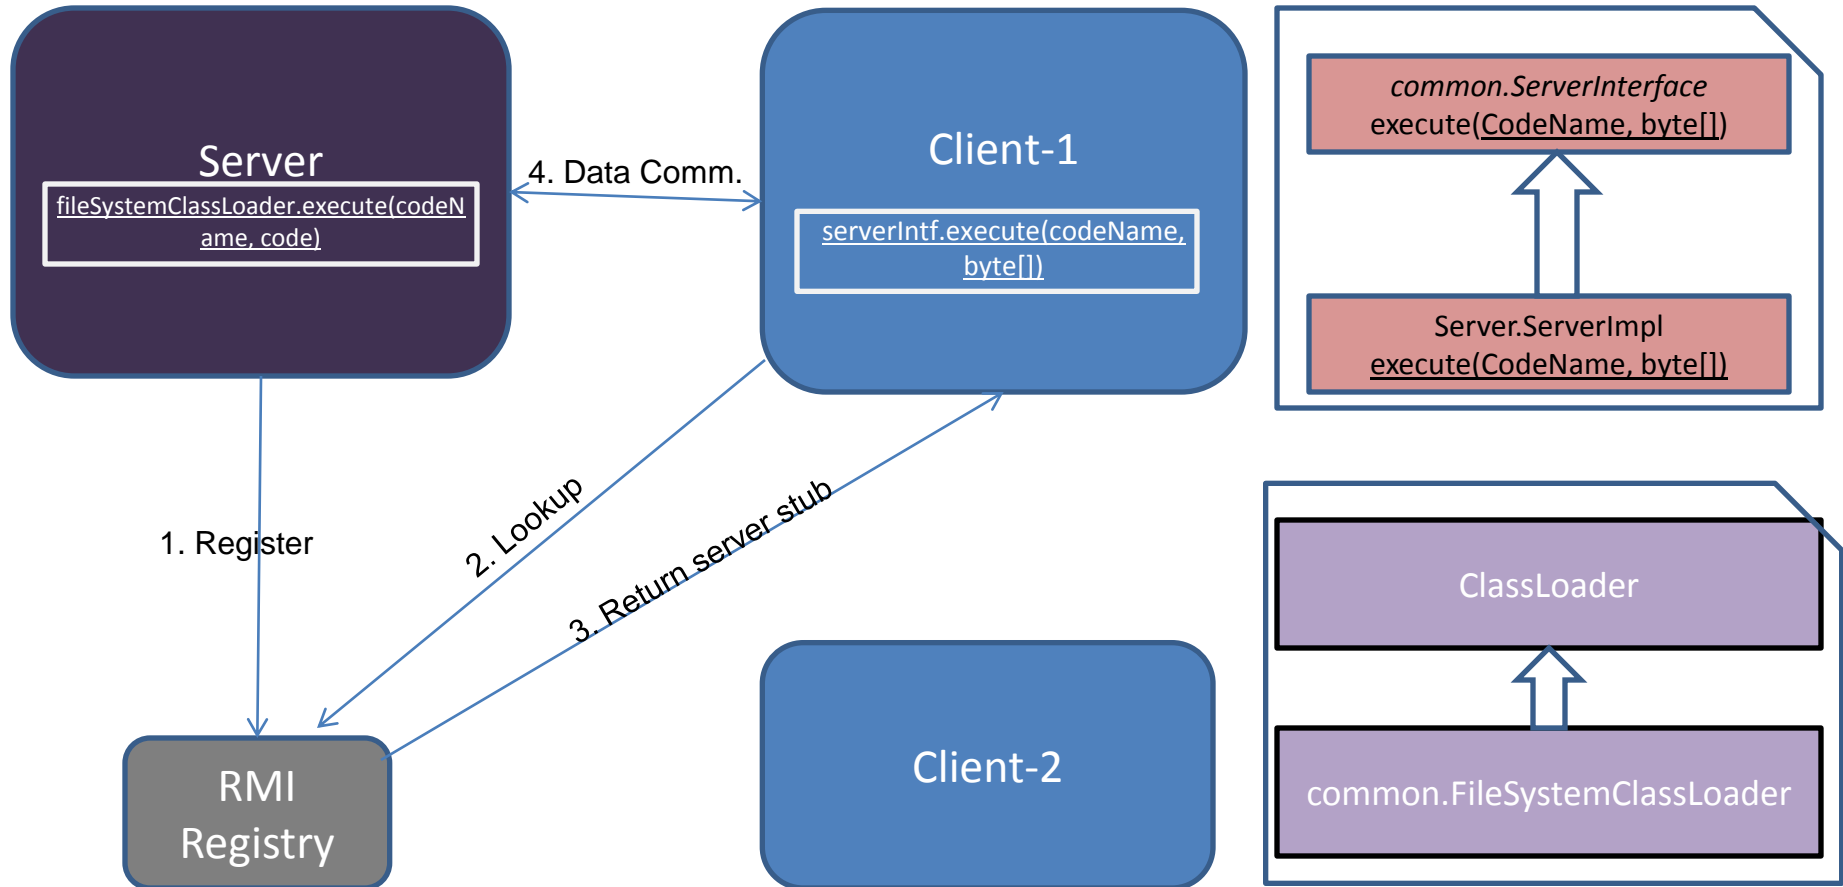 Server
fileSystemClassLoader.execute(codeN
ame, code)
4. Data Comm.
Client-1
serverIntf.execute(codeName,
byte[])
common.ServerInterface
execute(CodeName, byte[])
Server.ServerImpl
execute(CodeName, byte[])
1. Register
2. Lookup
3. Return server stub
RMI
Registry
Client-2
ClassLoader
common.FileSystemClassLoader